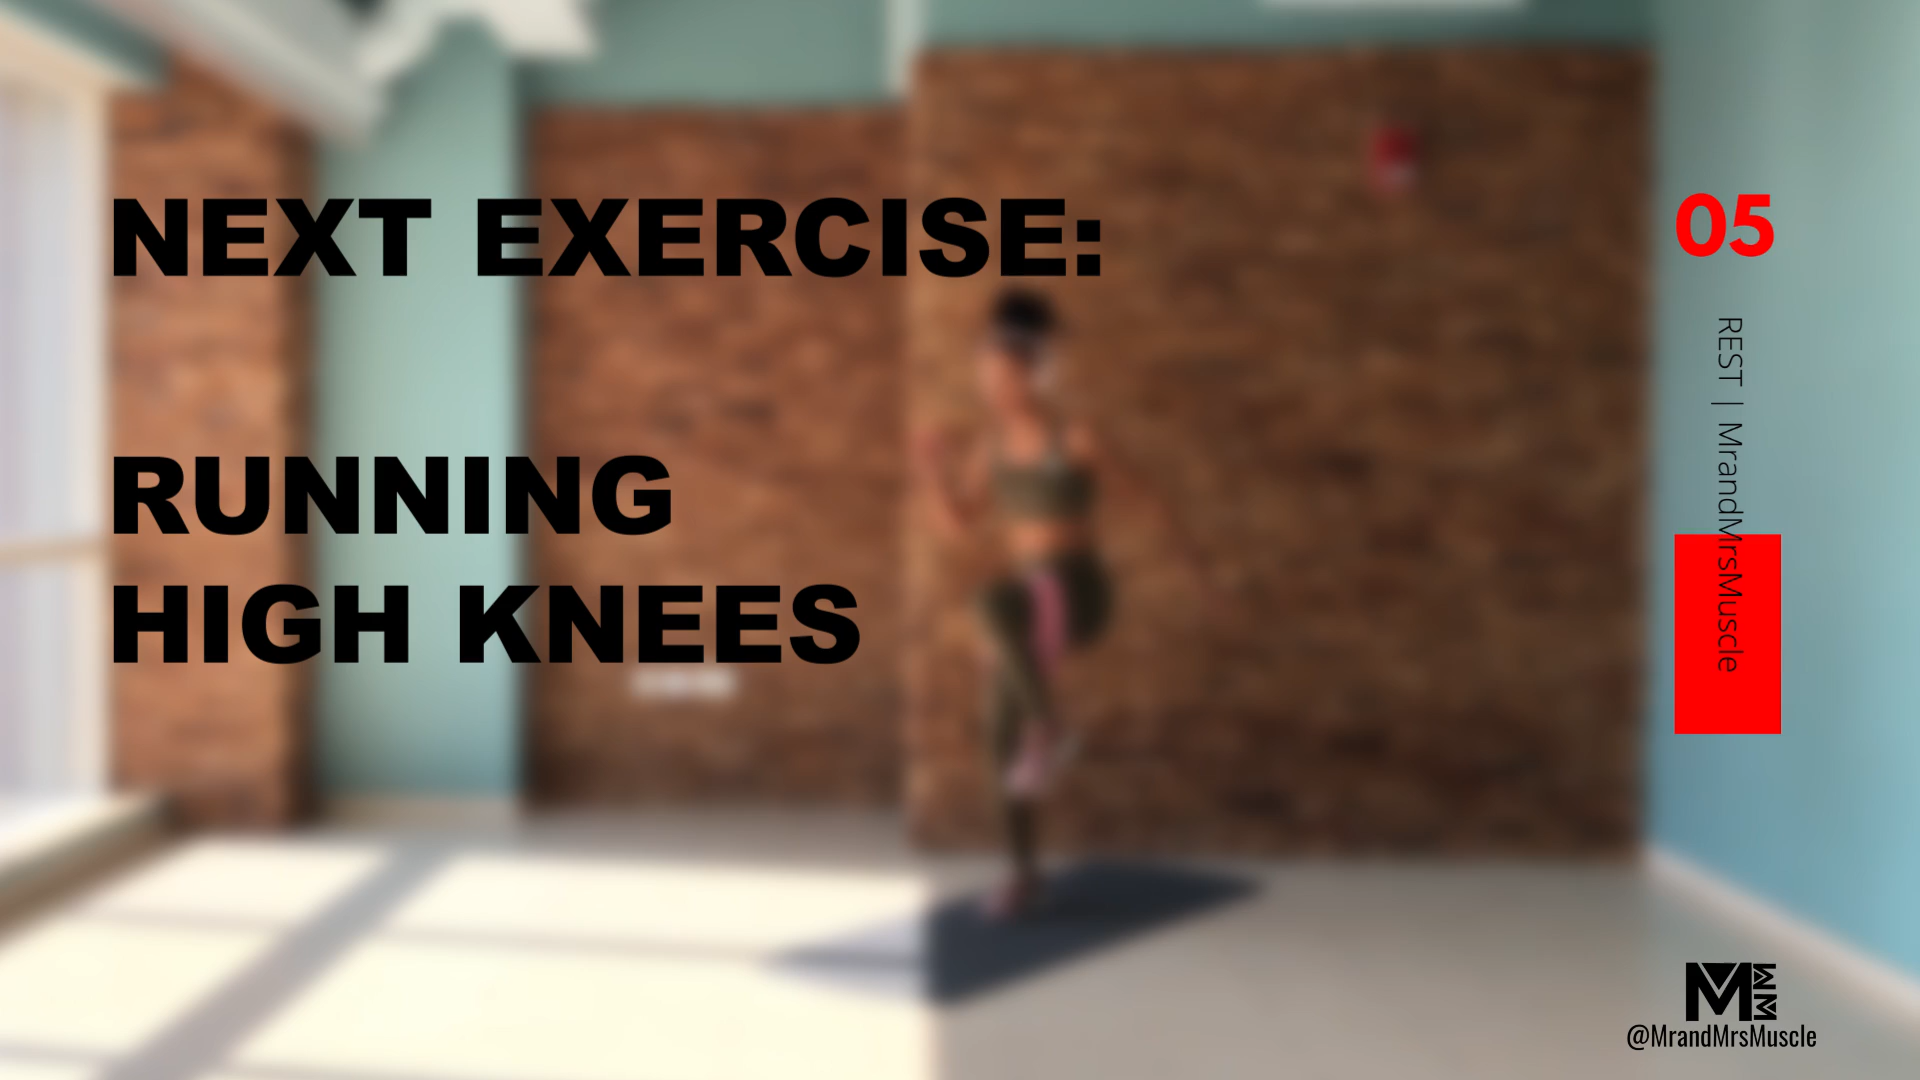 NEXT EXERCISE:
RUNNING
HIGH KNEES
05
REST | MrandMrsMuscle
@MrandMrsMuscle